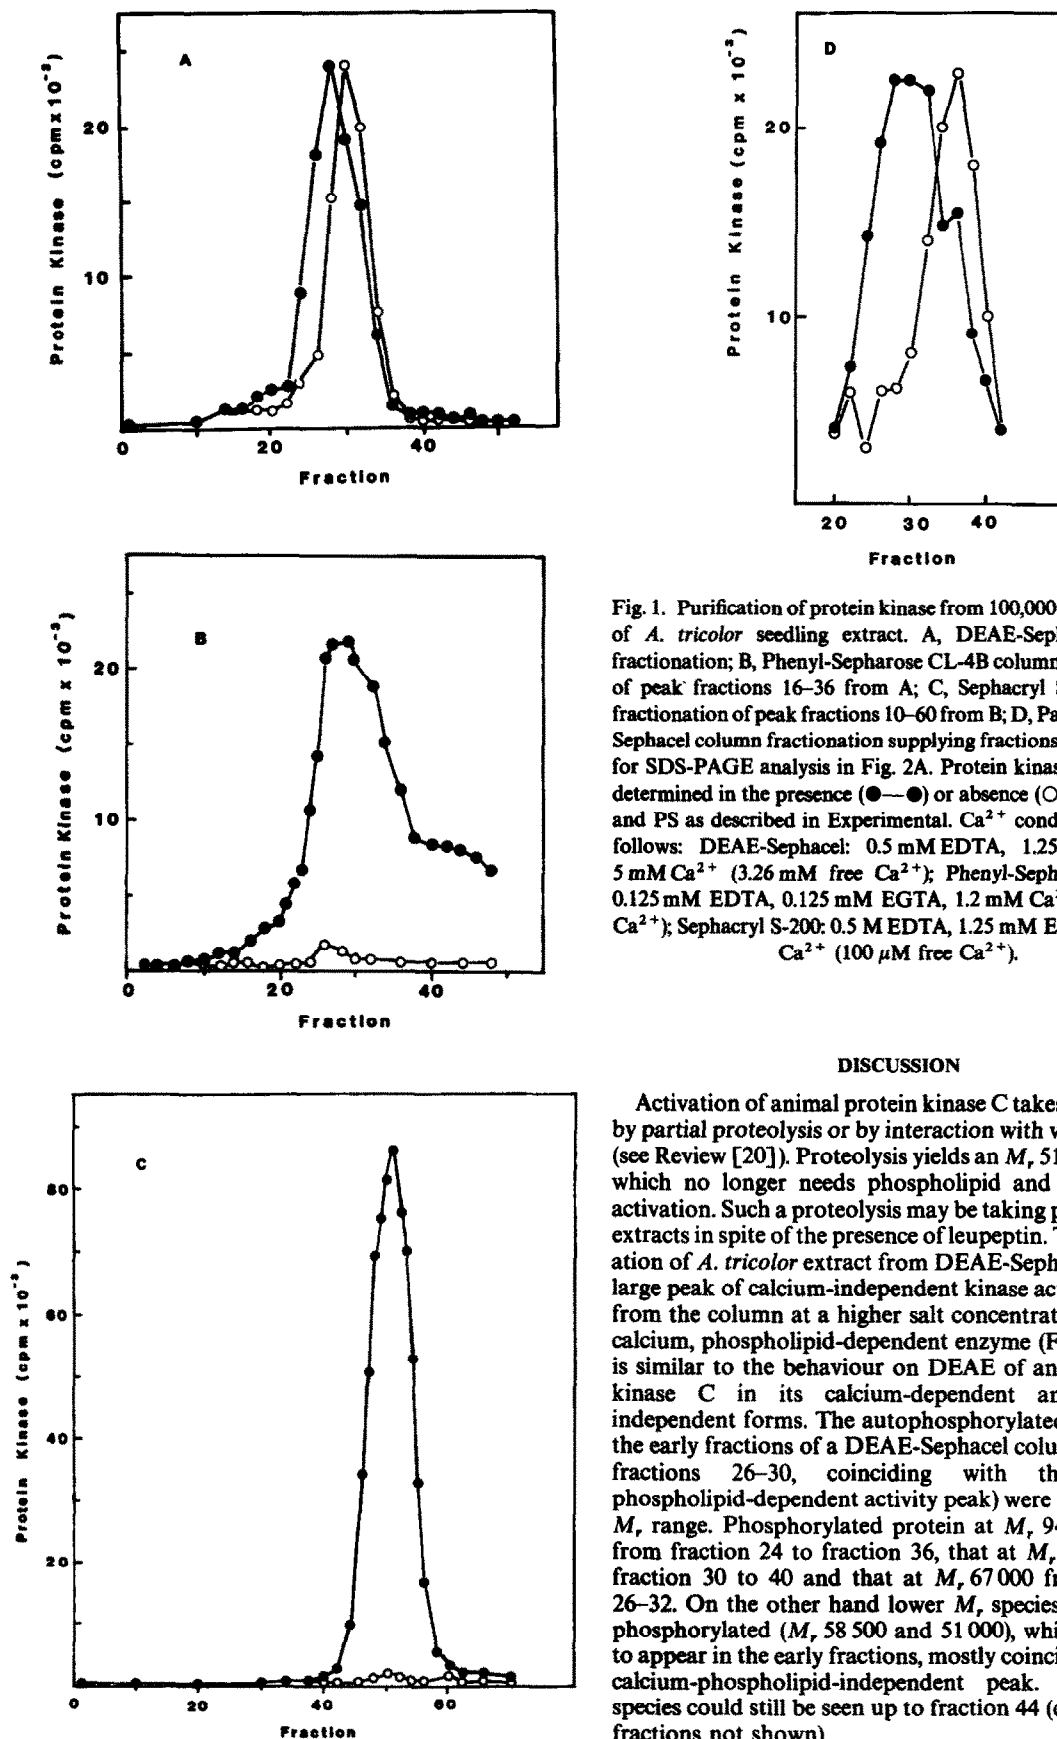 A
Protein Kinase (cpmx10⁻³)
20
10
0
20
40
Fraction
B
Protein Kinase (cpm x 10⁻³)
20
10
0
20
40
Fraction
C
Protein Kinase (cpm x 10⁻³)
80
60
40
20
0
20
40
60
Fraction
D
Protein Kinase (cpm x 10⁻³)
20
10
20
30
40
Fraction
Fig. 1. Purification of protein kinase from 100,000
of A. tricolor seedling extract. A, DEAE-Seph
fractionation; B, Phenyl-Sepharose CL-4B column
of peak fractions 16–36 from A; C, Sephacryl
fractionation of peak fractions 10–60 from B; D, Pa
Sephacel column fractionation supplying fractions
for SDS-PAGE analysis in Fig. 2A. Protein kinas
determined in the presence (●—●) or absence (○
and PS as described in Experimental. Ca²⁺ cond
follows: DEAE-Sephacel: 0.5 mM EDTA, 1.25
5 mM Ca²⁺ (3.26 mM free Ca²⁺); Phenyl-Seph
0.125 mM EDTA, 0.125 mM EGTA, 1.2 mM Ca
Ca²⁺); Sephacryl S-200: 0.5 M EDTA, 1.25 mM E
Ca²⁺ (100 μM free Ca²⁺).
DISCUSSION
Activation of animal protein kinase C takes
by partial proteolysis or by interaction with w
(see Review [20]). Proteolysis yields an Mr 51
which no longer needs phospholipid and
activation. Such a proteolysis may be taking p
extracts in spite of the presence of leupeptin. T
ation of A. tricolor extract from DEAE-Seph
large peak of calcium-independent kinase ac
from the column at a higher salt concentrat
calcium, phospholipid-dependent enzyme (F
is similar to the behaviour on DEAE of an
kinase C in its calcium-dependent an
independent forms. The autophosphorylated
the early fractions of a DEAE-Sephacel colu
fractions 26–30, coinciding with th
phospholipid-dependent activity peak) were
Mr range. Phosphorylated protein at Mr 9
from fraction 24 to fraction 36, that at Mr
fraction 30 to 40 and that at Mr 67 000 fr
26–32. On the other hand lower Mr species
phosphorylated (Mr 58 500 and 51 000), whi
to appear in the early fractions, mostly coinci
calcium-phospholipid-independent peak.
species could still be seen up to fraction 44 (
fractions not shown)